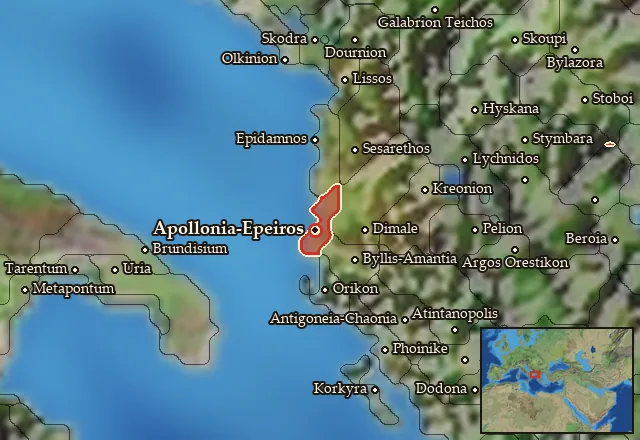 Galabrion Teichos
Skodra
Dournion
Skoupi
Olkinion
Bylazora
Lissos
Stoboi
Hyskana
Epidamnos
Stymbara
Sesarethos
Lychnidos
Kreonion
Apollonia-Epeiros
Dimale
Pelion
Beroia
Brundisium
Byllis-Amantia
Argos Orestikon
Tarentum
Uria
Metapontum
Orikon
Antigoneia-Chaonia
Atintanopolis
Phoinike
Korkyra
Dodona